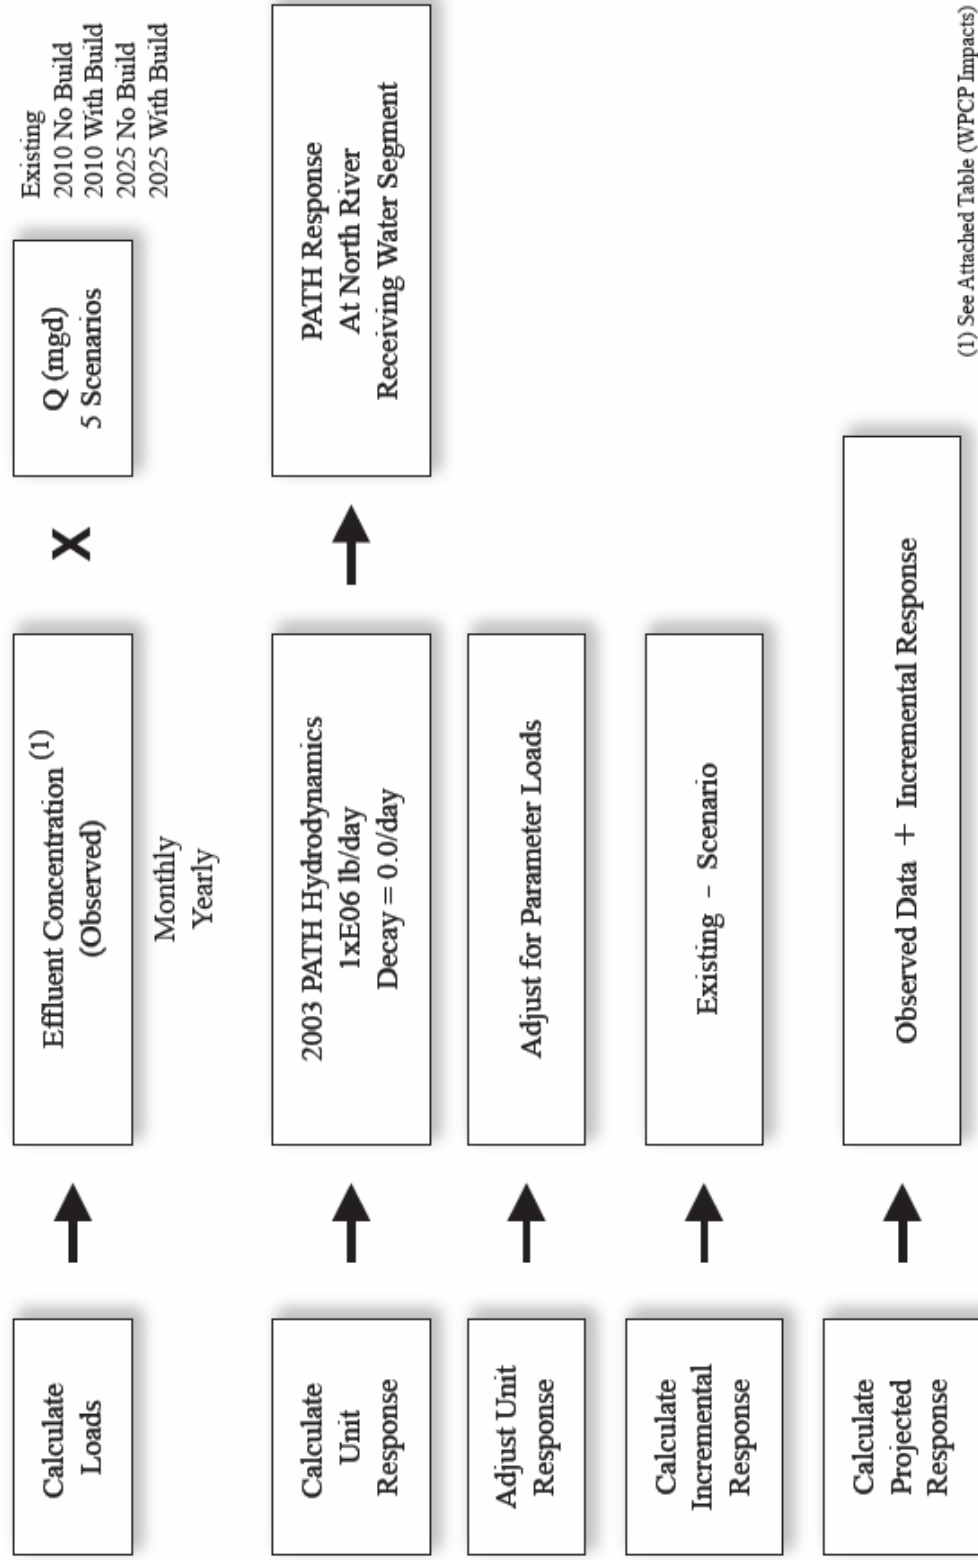 Calculate
Loads
Effluent Concentration (1)
(Observed)
Monthly
Yearly
X
Q (mgd)
5 Scenarios
Existing
2010 No Build
2010 With Build
2025 No Build
2025 With Build
Calculate
Unit
Response
2003 PATH Hydrodynamics
1xE06 lb/day
Decay = 0.0/day
PATH Response
At North River
Receiving Water Segment
Adjust Unit
Response
Adjust for Parameter Loads
Calculate
Incremental
Response
Existing – Scenario
Calculate
Projected
Response
Observed Data + Incremental Response
(1) See Attached Table (WPCP Impacts)